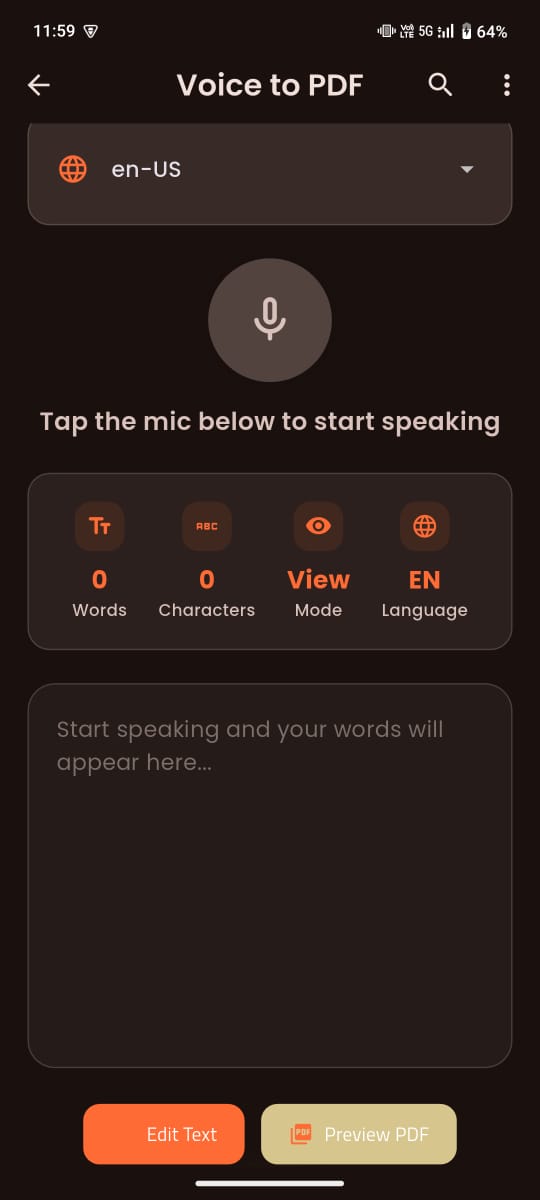 11:59
Vo) LTE 5G 64%
Voice to PDF
en-US
Tap the mic below to start speaking
Tt ABC
0 0 View EN
Words Characters Mode Language
Start speaking and your words will
appear here...
Edit Text PDF Preview PDF